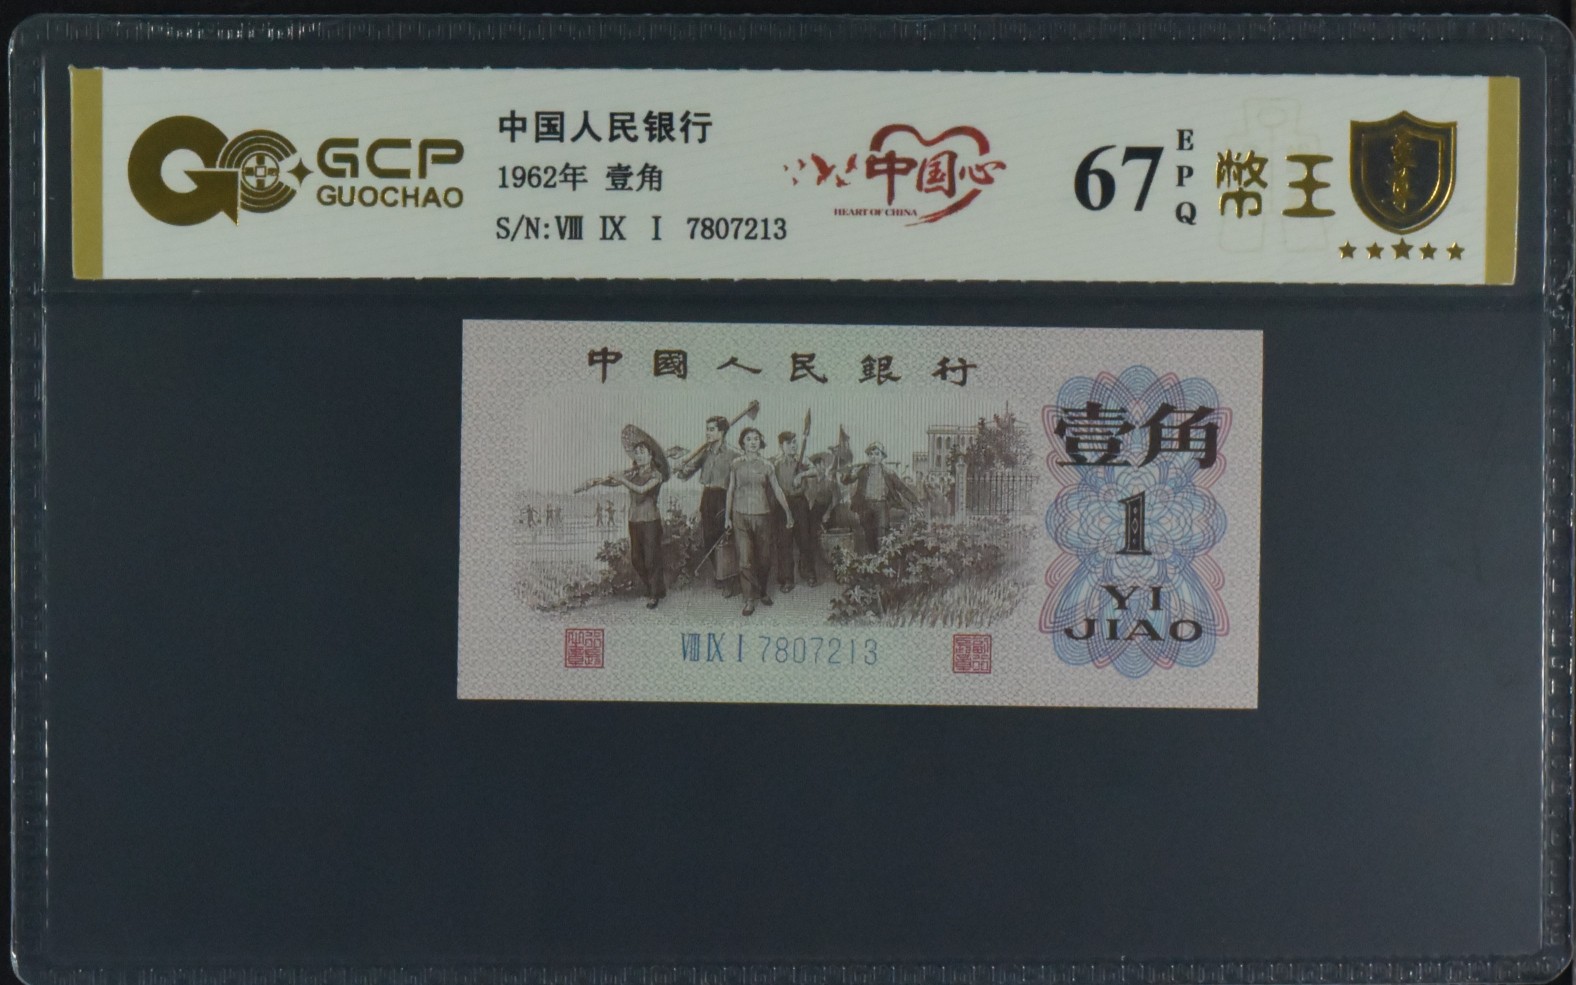 GCP
GUOCHAO
中国人民银行
1962年 壹角
S/N:Ⅷ Ⅸ Ⅰ 7807213
中国心
HEART OF CHINA
67
EPQ
幣王
中國人民銀行
壹角
1
YI
JIAO
Ⅷ Ⅸ Ⅰ 7807213